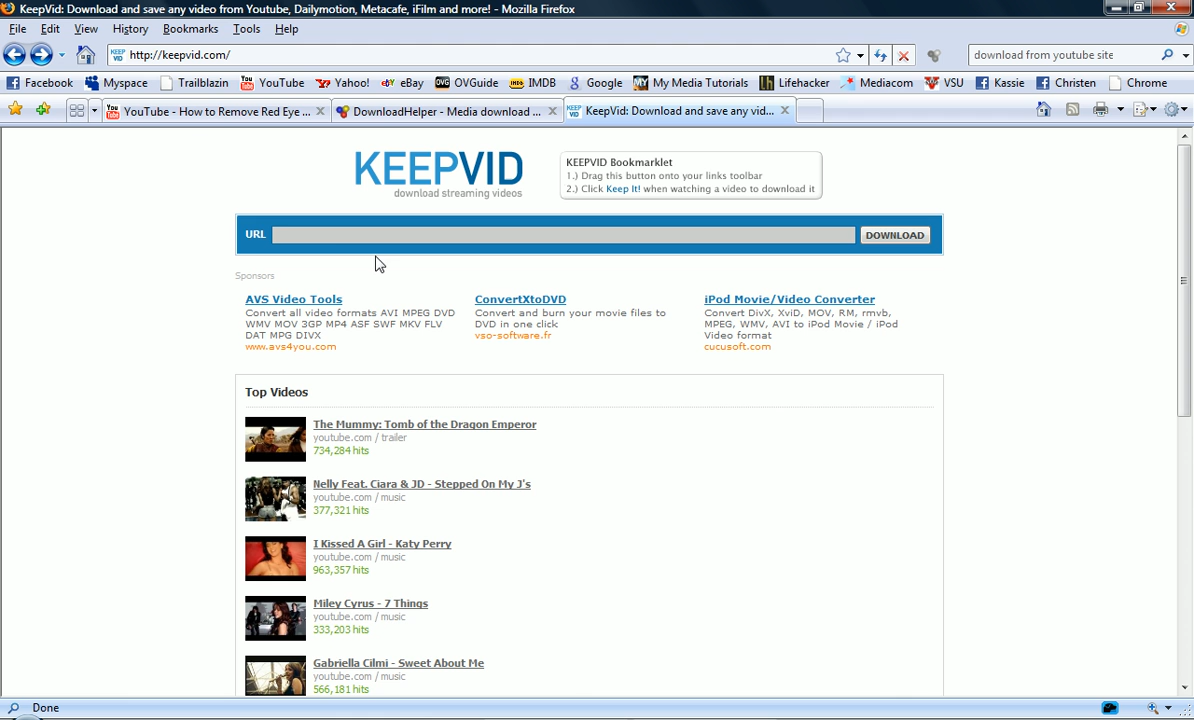 KeepVid: Download and save any video from Youtube, Dailymotion, Metacafe, iFilm and more! - Mozilla Firefox
File Edit View History Bookmarks Tools Help
KEEP VID http://keepvid.com/ download from youtube site
Facebook Myspace Trailblazin YouTube Yahoo! eBay OVGuide IMDB Google My Media Tutorials Lifehacker Mediacom VSU Kassie Christen Chrome
YouTube - How to Remove Red Eye ... DownloadHelper - Media download ... KeepVid: Download and save any vid...
KEEPVID
download streaming videos
KEEPVID Bookmarklet
1.) Drag this button onto your links toolbar
2.) Click Keep It! when watching a video to download it
URL DOWNLOAD
Sponsors
AVS Video Tools
Convert all video formats AVI MPEG DVD
WMV MOV 3GP MP4 ASF SWF MKV FLV
DAT MPG DIVX
www.avs4you.com
ConvertXtoDVD
Convert and burn your movie files to
DVD in one click
vso-software.fr
iPod Movie/Video Converter
Convert DivX, XviD, MOV, RM, rmvb,
MPEG, WMV, AVI to iPod Movie / iPod
Video format
cucusoft.com
Top Videos
The Mummy: Tomb of the Dragon Emperor
youtube.com / trailer
734,284 hits
Nelly Feat. Ciara & JD - Stepped On My J's
youtube.com / music
377,321 hits
I Kissed A Girl - Katy Perry
youtube.com / music
963,357 hits
Miley Cyrus - 7 Things
youtube.com / music
333,203 hits
Gabriella Cilmi - Sweet About Me
youtube.com / music
566,181 hits
Done